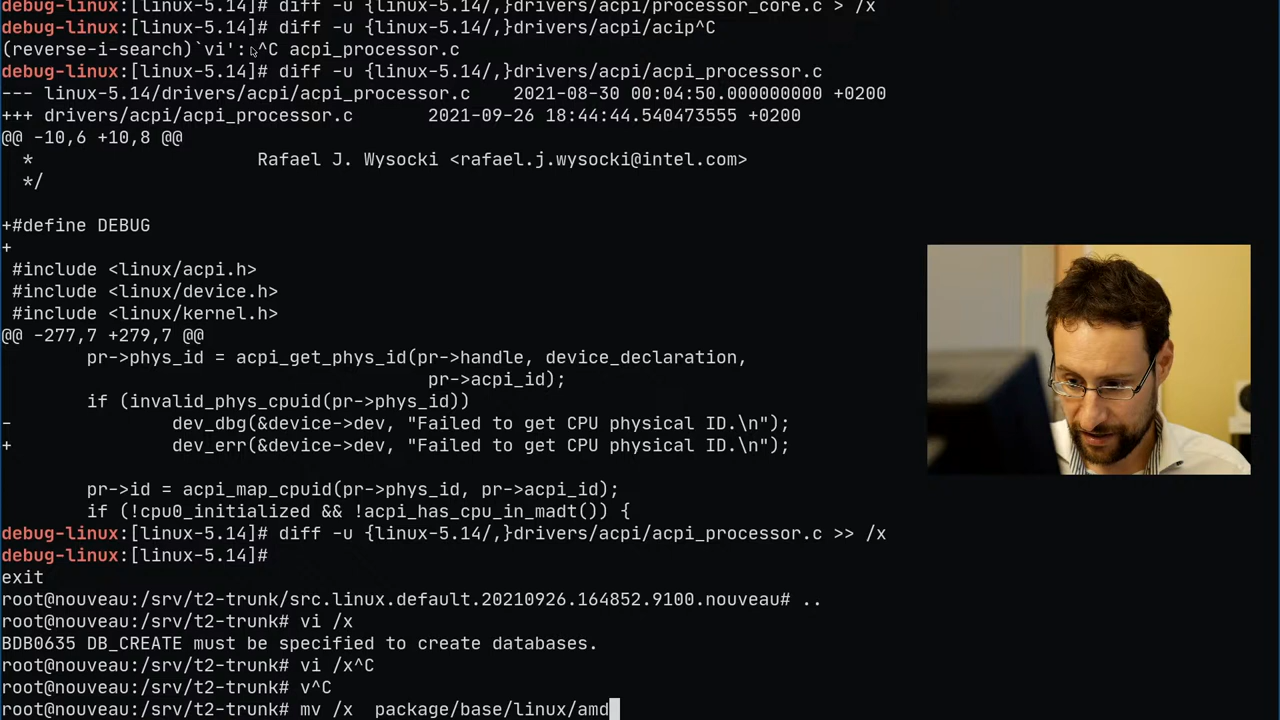 debug-linux:[linux-5.14]# diff -u {linux-5.14/,}drivers/acpi/processor_core.c > /x
debug-linux:[linux-5.14]# diff -u {linux-5.14/,}drivers/acpi/acip^C
(reverse-i-search)`vi': ^C acpi_processor.c
debug-linux:[linux-5.14]# diff -u {linux-5.14/,}drivers/acpi/acpi_processor.c
--- linux-5.14/drivers/acpi/acpi_processor.c    2021-08-30 00:04:50.000000000 +0200
+++ drivers/acpi/acpi_processor.c       2021-09-26 18:44:44.540473555 +0200
@@ -10,6 +10,8 @@
  *                     Rafael J. Wysocki <rafael.j.wysocki@intel.com>
  */
+#define DEBUG
+
 #include <linux/acpi.h>
 #include <linux/device.h>
 #include <linux/kernel.h>
@@ -277,7 +279,7 @@
        pr->phys_id = acpi_get_phys_id(pr->handle, device_declaration,
                                        pr->acpi_id);
        if (invalid_phys_cpuid(pr->phys_id))
-               dev_dbg(&device->dev, "Failed to get CPU physical ID.\n");
+               dev_err(&device->dev, "Failed to get CPU physical ID.\n");
        pr->id = acpi_map_cpuid(pr->phys_id, pr->acpi_id);
        if (!cpu0_initialized && !acpi_has_cpu_in_madt()) {
debug-linux:[linux-5.14]# diff -u {linux-5.14/,}drivers/acpi/acpi_processor.c >> /x
debug-linux:[linux-5.14]#
exit
root@nouveau:/srv/t2-trunk/src.linux.default.20210926.164852.9100.nouveau# ..
root@nouveau:/srv/t2-trunk# vi /x
BDB0635 DB_CREATE must be specified to create databases.
root@nouveau:/srv/t2-trunk# vi /x^C
root@nouveau:/srv/t2-trunk# v^C
root@nouveau:/srv/t2-trunk# mv /x  package/base/linux/amd